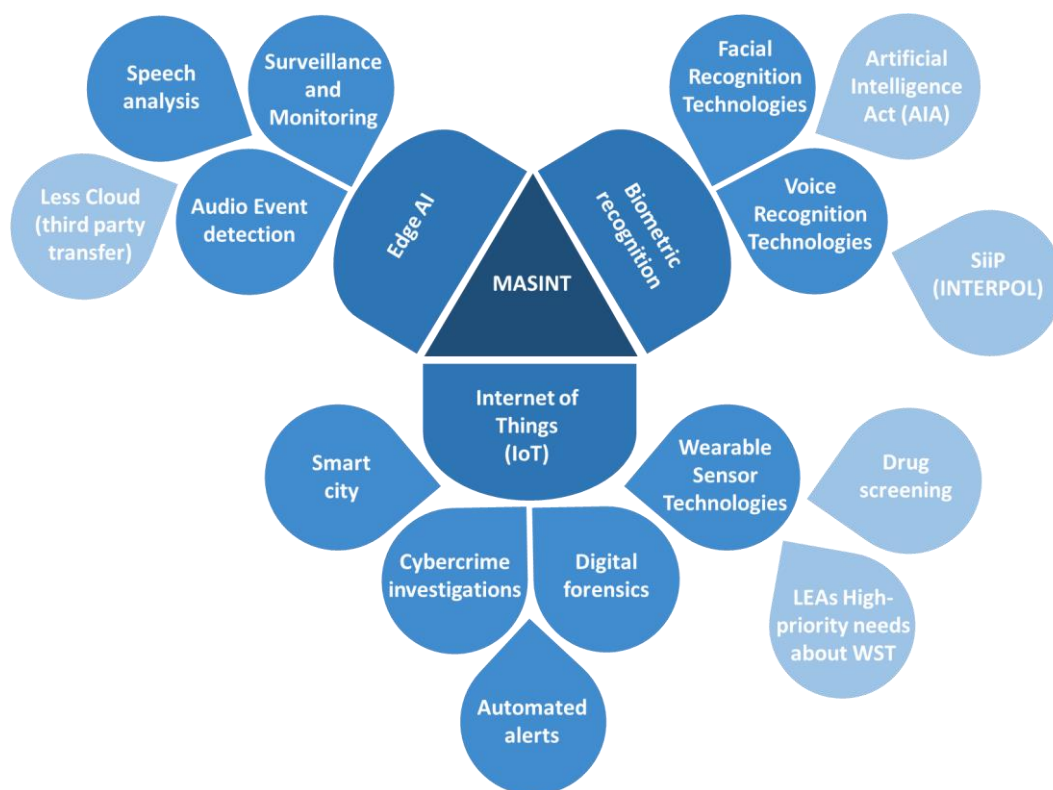 Speech
analysis
Surveillance
and
Monitoring
Less Cloud
(third party
transfer)
Audio Event
detection
Edge AI
MASINT
Biometric
recognition
Facial
Recognition
Technologies
Artificial
Intelligence
Act (AIA)
Voice
Recognition
Technologies
SiiP
(INTERPOL)
Internet of
Things
(IoT)
Smart
city
Cybercrime
investigations
Digital
forensics
Automated
alerts
Wearable
Sensor
Technologies
Drug
screening
LEAs High-
priority needs
about WST